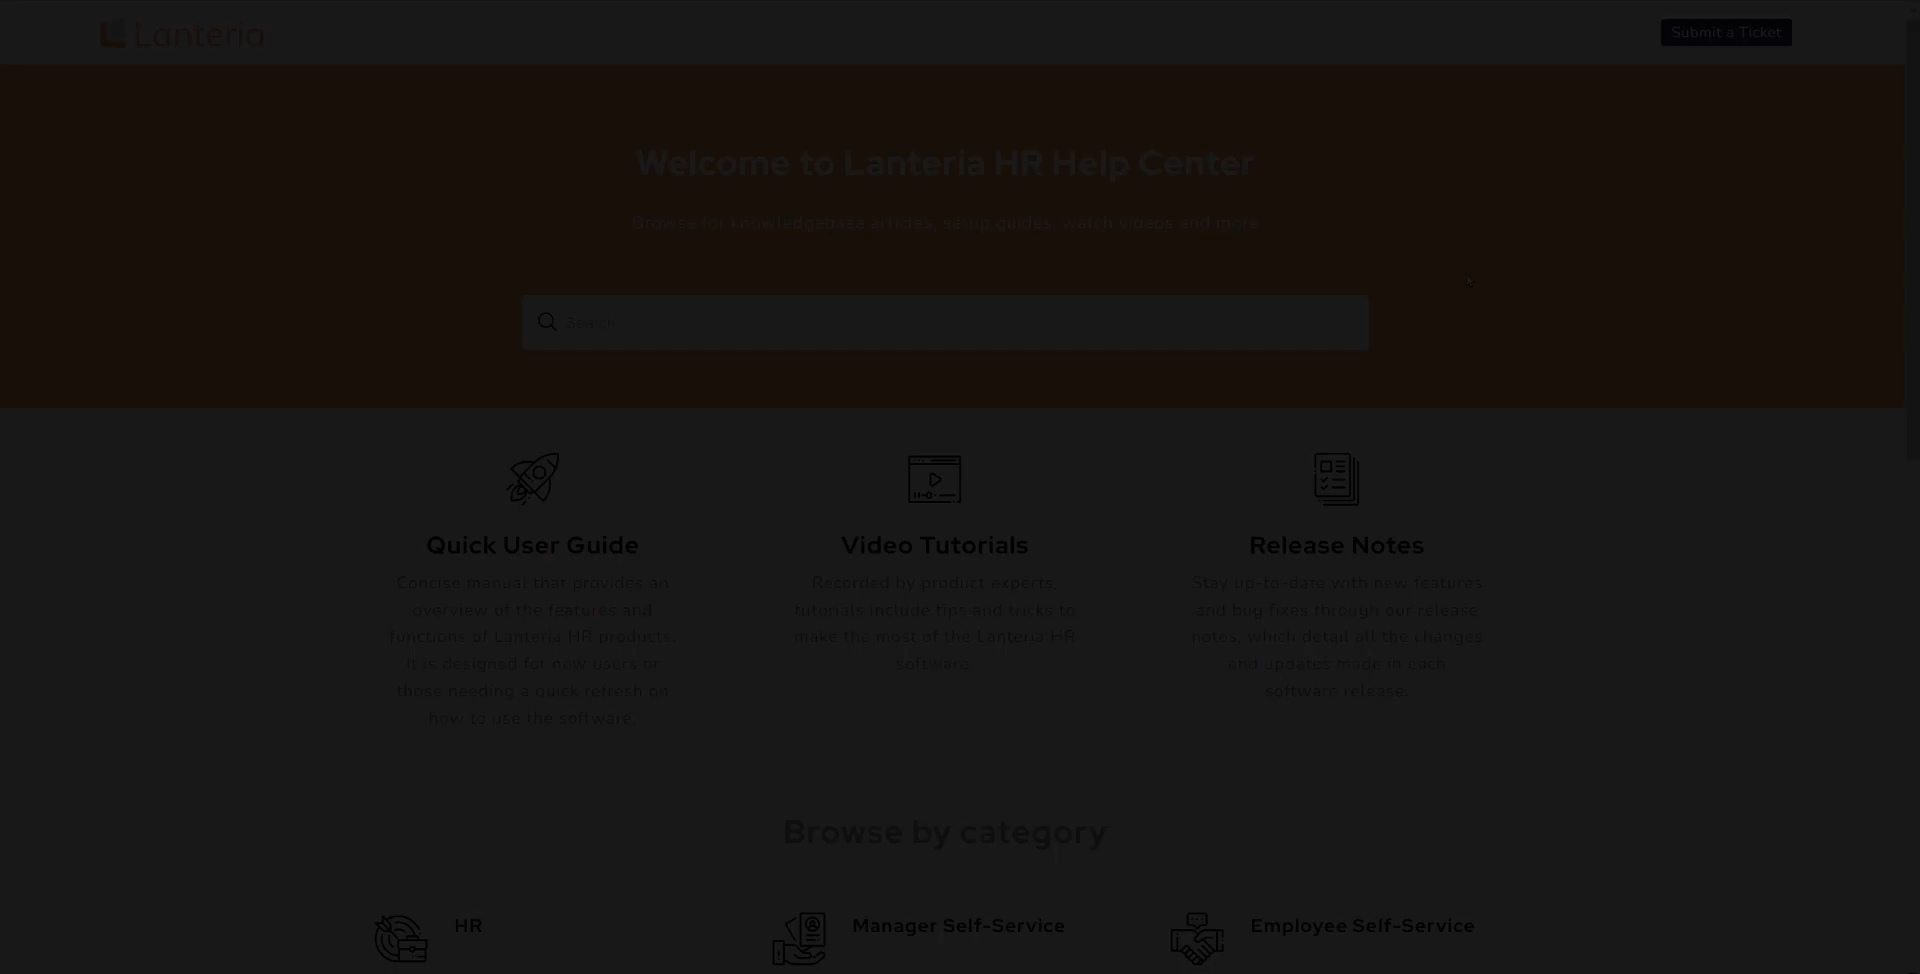 Lanteria
Submit a Ticket
Welcome to Lanteria HR Help Center
Browse for knowledgebase articles, setup guides, watch videos and more
Search
Quick User Guide
Video Tutorials
Release Notes
Concise manual that provides an
overview of the features and
functions of Lanteria HR products.
It is designed for new users or
those needing a quick refresh on
how to use the software.
Recorded by product experts,
tutorials include tips and tricks to
make the most of the Lanteria HR
software.
Stay up-to-date with new features
and bug fixes through our release
notes, which detail all the changes
and updates made in each
software release.
Browse by category
HR
Manager Self-Service
Employee Self-Service